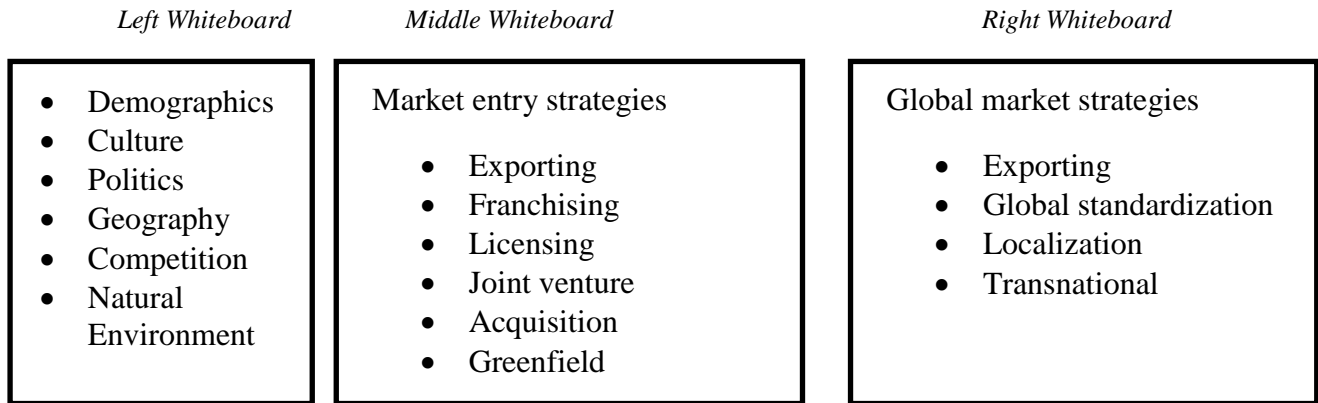 Left Whiteboard
Middle Whiteboard
Right Whiteboard
• Demographics
• Culture
• Politics
• Geography
• Competition
• Natural
Environment
Market entry strategies
• Exporting
• Franchising
• Licensing
• Joint venture
• Acquisition
• Greenfield
Global market strategies
• Exporting
• Global standardization
• Localization
• Transnational